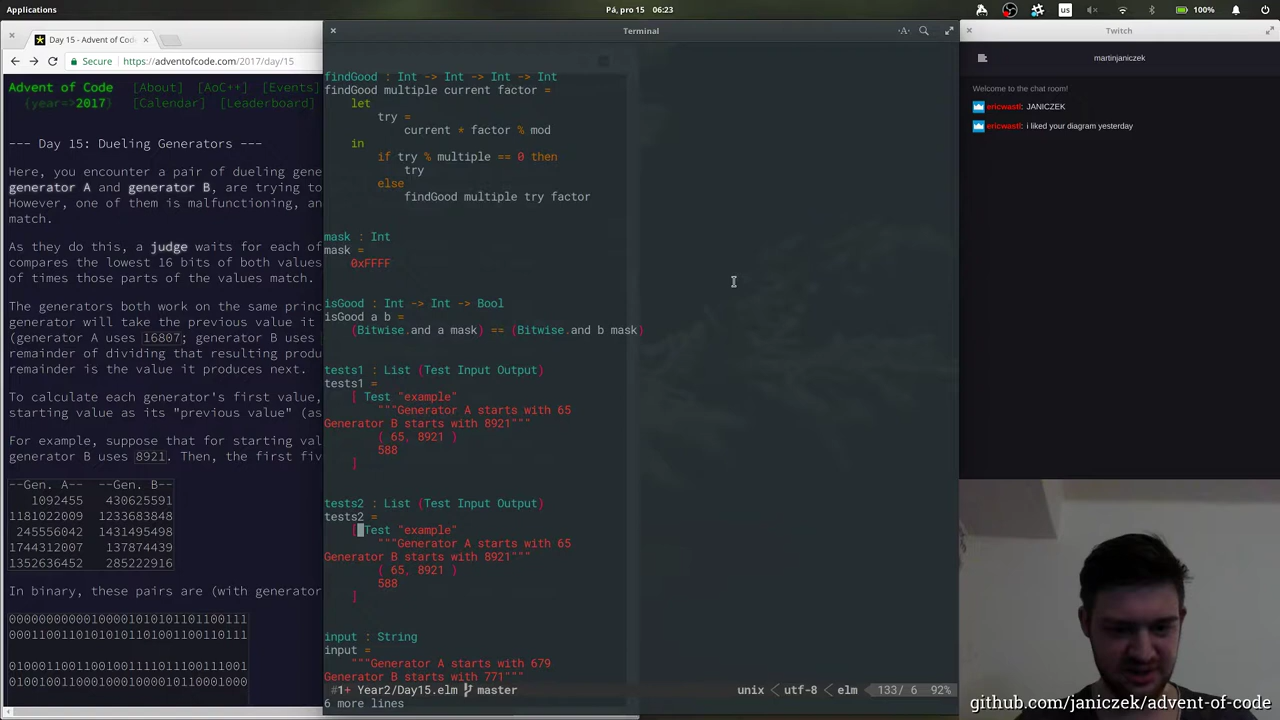 Applications
Pá, pro 15 06:23
us
100%
Day 15 - Advent of Cod
Secure
https://adventofcode.com/2017/day/15
Advent of Code
[About]
[AoC++]
[Events]
{year=>2017}
[Calendar]
[Leaderboard]
--- Day 15: Dueling Generators ---
Here, you encounter a pair of dueling gene
generator A and generator B, are trying to
However, one of them is malfunctioning, an
match.
As they do this, a judge waits for each of
compares the lowest 16 bits of both values
of times those parts of the values match.
The generators both work on the same princ
generator will take the previous value it
(generator A uses 16807; generator B uses
remainder of dividing that resulting produ
remainder is the value it produces next.
To calculate each generator's first value,
starting value as its "previous value" (as
For example, suppose that for starting val
generator B uses 8921. Then, the first fiv
--Gen. A-- --Gen. B--
1092455 430625591
1181022009 1233683848
245556042 1431495498
1744312007 137874439
1352636452 285222916
In binary, these pairs are (with generator
00000000000100001010101101100111
00011001101010101101001100110111
01000110011001001111011100111001
01001001100010001000010110001000
Terminal
findGood : Int -> Int -> Int -> Int
findGood multiple current factor =
let
try =
current * factor % mod
in
if try % multiple == 0 then
try
else
findGood multiple try factor
mask : Int
mask =
0xFFFF
isGood : Int -> Int -> Bool
isGood a b =
(Bitwise.and a mask) == (Bitwise.and b mask)
tests1 : List (Test Input Output)
tests1 =
[ Test "example"
"""Generator A starts with 65
Generator B starts with 8921"""
( 65, 8921 )
588
]
tests2 : List (Test Input Output)
tests2 =
[ Test "example"
"""Generator A starts with 65
Generator B starts with 8921"""
( 65, 8921 )
588
]
input : String
input =
"""Generator A starts with 679
Generator B starts with 771"""
#1+ Year2/Day15.elm master
unix < utf-8 < elm
133/ 6
92%
6 more lines
Twitch
martinjaniczek
Welcome to the chat room!
ericwastl: JANICZEK
ericwastl: i liked your diagram yesterday
github.com/janiczek/advent-of-code